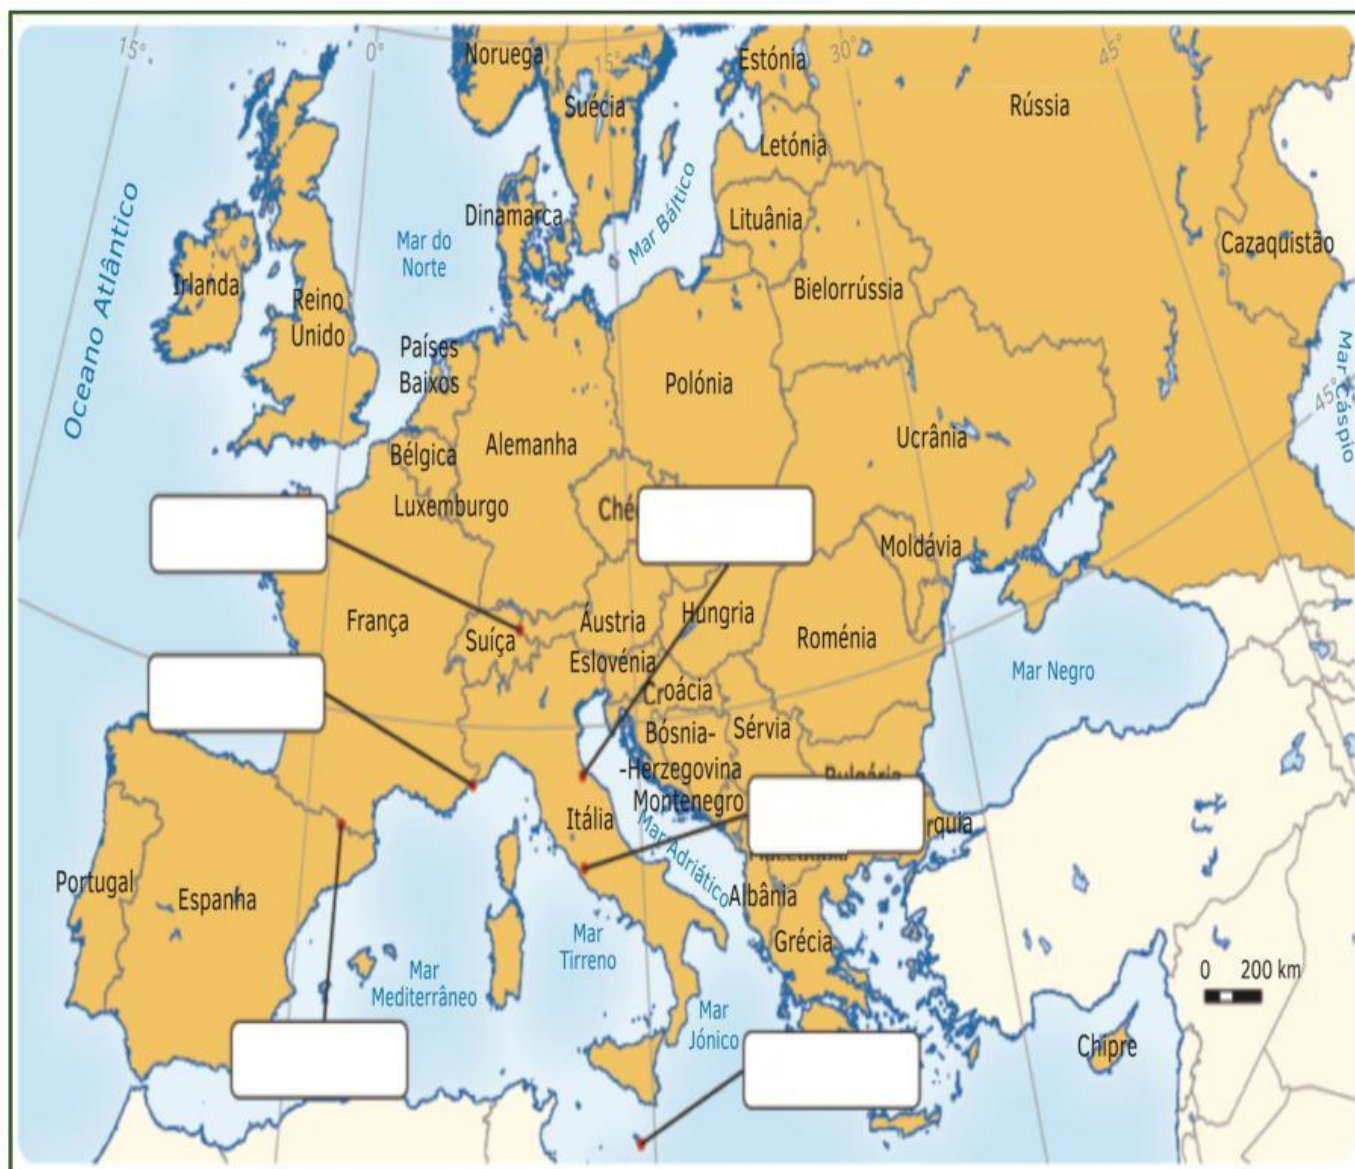 15°
0°
Noruega
15°
Estónia
30°
45°
Suécia
Rússia
Letónia
Oceano Atlântico
Mar Báltico
Dinamarca
Lituânia
Mar do
Norte
Cazaquistão
Irlanda
Reino
Unido
Bielorrússia
Países
Baixos
Polónia
Mar Cáspio
45°
Ucrânia
Alemanha
Bélgica
Luxemburgo
Moldávia
França
Suíça
Áustria
Hungria
Roménia
Eslovénia
Croácia
Mar Negro
Bósnia-
-Herzegovina
Sérvia
Montenegro
Itália
Mar Adriático
rquia
Portugal
Espanha
Albânia
Grécia
Mar
Tirreno
Mar
Mediterrâneo
0 200 km
Mar
Jónico
Chipre